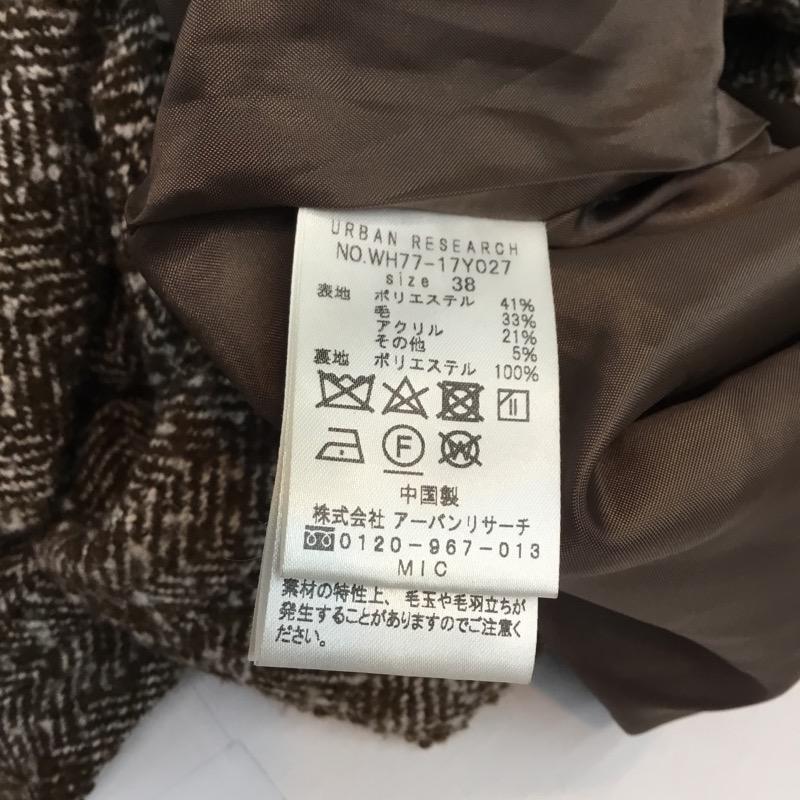 URBAN RESEARCH
NO.WH77-17Y027
size 38
表地 ポリエステル 41%
毛 33%
アクリル 21%
その他 5%
裏地 ポリエステル 100%
F W
中国製
株式会社 アーバンリサーチ
0120-967-013
MIC
素材の特性上、毛玉や毛羽立ちが
発生することがありますのでご注意く
ださい。